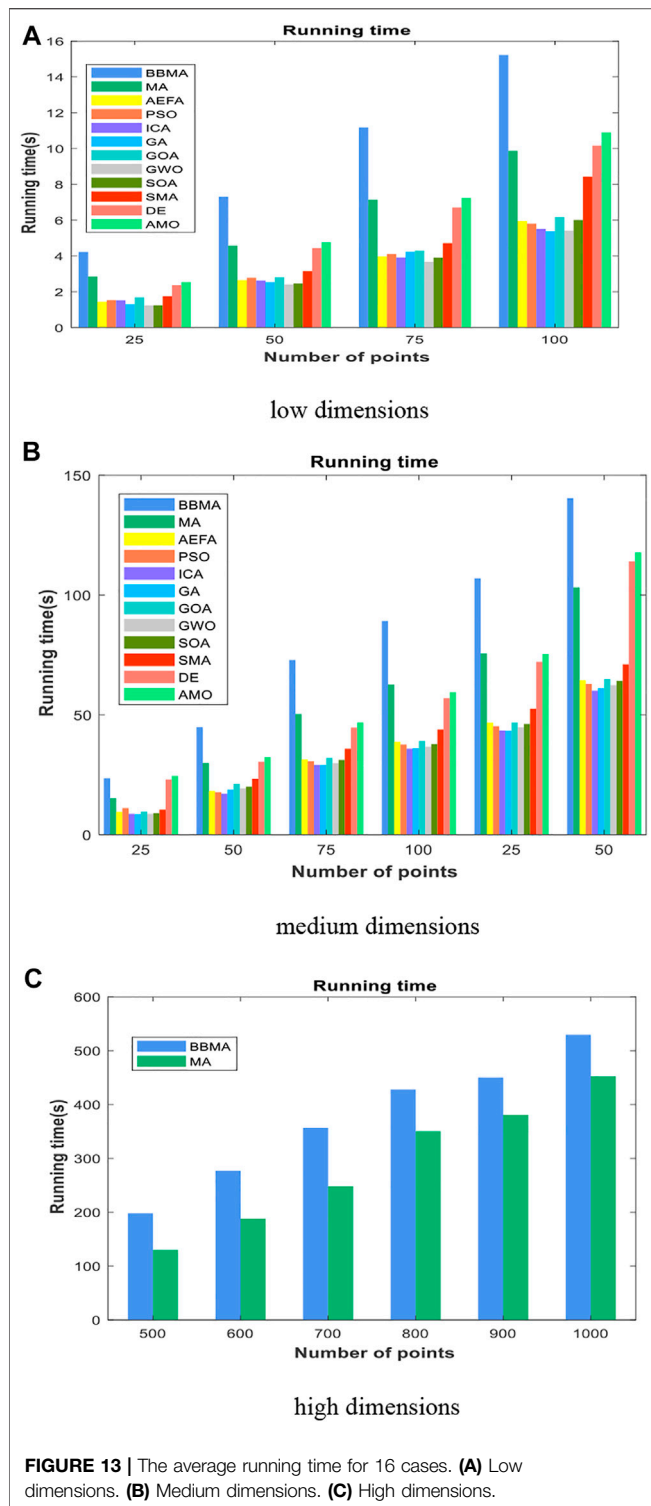 A
Running time
16
14
12
10
8
6
4
2
0
Running time(s)
BBMA
MA
AEFA
PSO
ICA
GA
GOA
GWO
SOA
SMA
DE
AMO
25 50 75 100
Number of points
low dimensions
B
Running time
150
100
50
0
Running time(s)
BBMA
MA
AEFA
PSO
ICA
GA
GOA
GWO
SOA
SMA
DE
AMO
25 50 75 100 25 50
Number of points
medium dimensions
C
Running time
600
500
400
300
200
100
0
Running time(s)
BBMA
MA
500 600 700 800 900 1000
Number of points
high dimensions
FIGURE 13 | The average running time for 16 cases. (A) Low
dimensions. (B) Medium dimensions. (C) High dimensions.